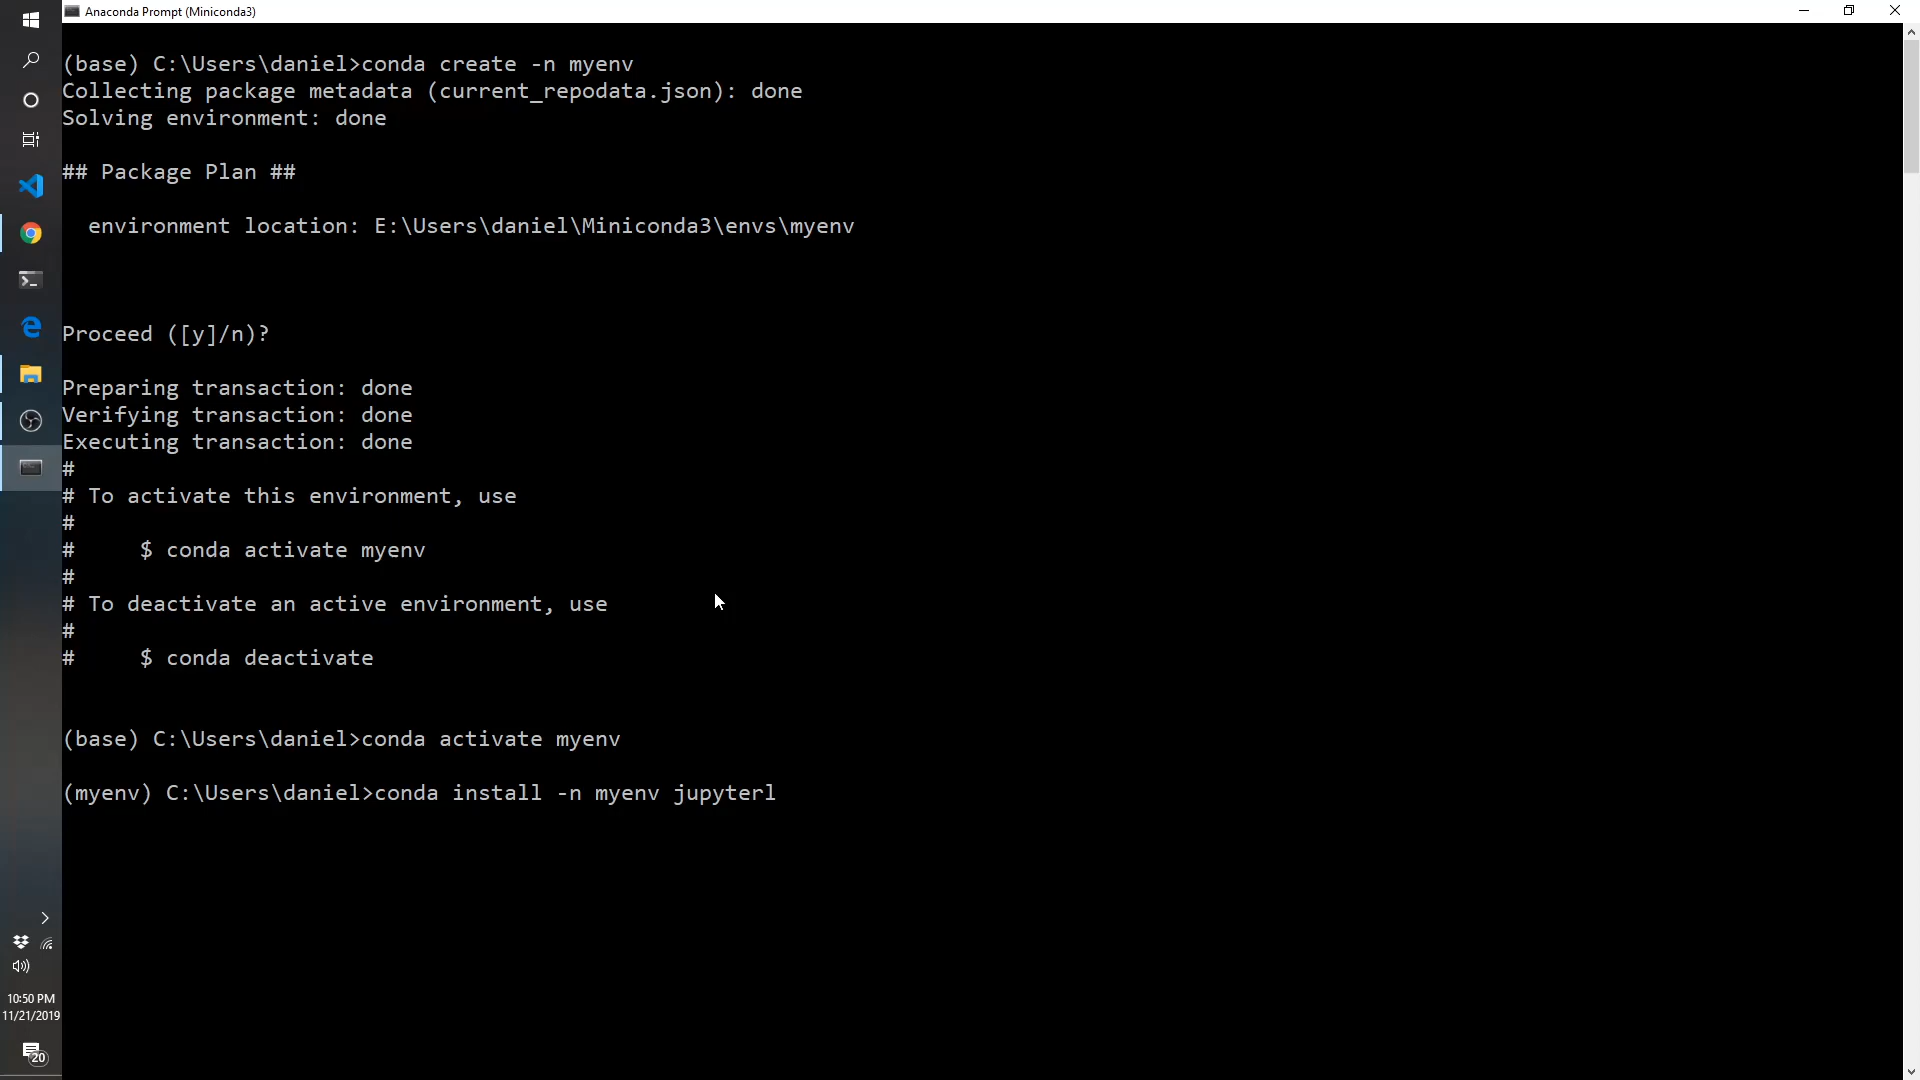 Anaconda Prompt (Miniconda3)
(base) C:\Users\daniel>conda create -n myenv
Collecting package metadata (current_repodata.json): done
Solving environment: done
## Package Plan ##
environment location: E:\Users\daniel\Miniconda3\envs\myenv
Proceed ([y]/n)?
Preparing transaction: done
Verifying transaction: done
Executing transaction: done
#
# To activate this environment, use
#
#     $ conda activate myenv
#
# To deactivate an active environment, use
#
#     $ conda deactivate
(base) C:\Users\daniel>conda activate myenv
(myenv) C:\Users\daniel>conda install -n myenv jupyterl
10:50 PM
11/21/2019
20